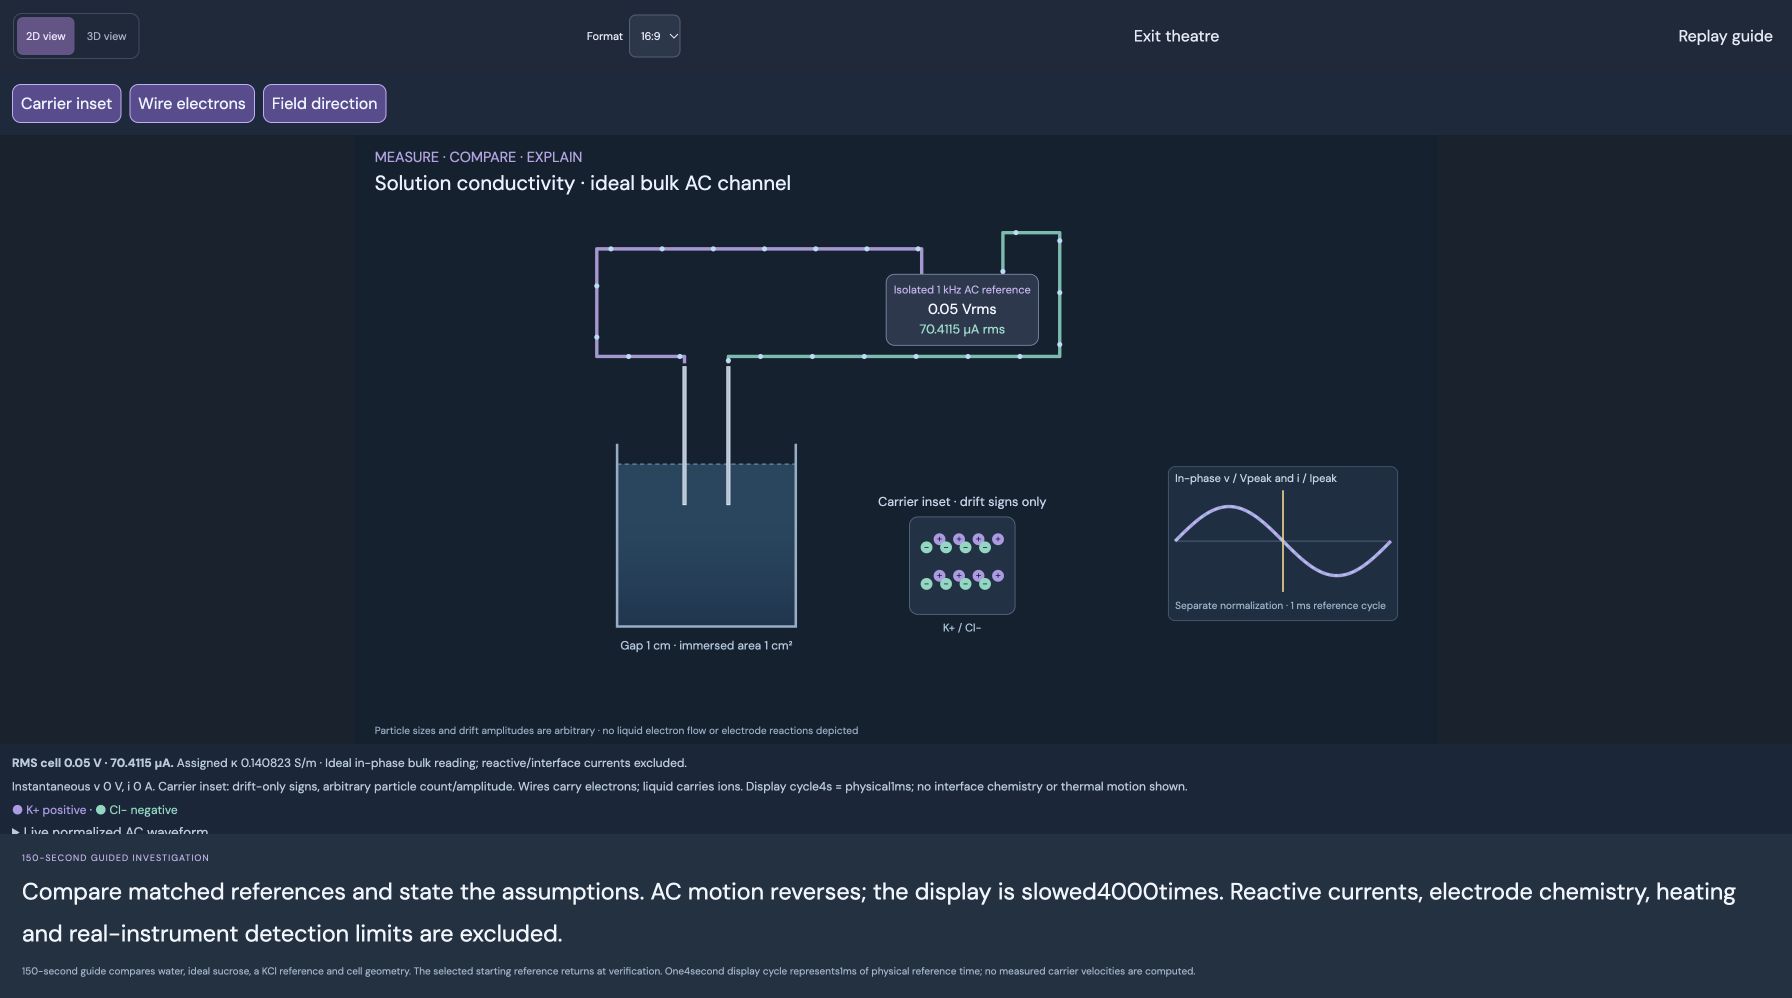 2D view
3D view
Format
16:9
Exit theatre
Replay guide
Carrier inset
Wire electrons
Field direction
MEASURE · COMPARE · EXPLAIN
Solution conductivity · ideal bulk AC channel
Isolated 1 kHz AC reference
0.05 Vrms
70.4115 µA rms
In-phase v / Vpeak and i / Ipeak
Carrier inset · drift signs only
Separate normalization · 1 ms reference cycle
K+ / Cl−
Gap 1 cm · immersed area 1 cm²
Particle sizes and drift amplitudes are arbitrary · no liquid electron flow or electrode reactions depicted
RMS cell 0.05 V · 70.4115 µA. Assigned κ 0.140823 S/m · Ideal in-phase bulk reading; reactive/interface currents excluded.
Instantaneous v 0 V, i 0 A. Carrier inset: drift-only signs, arbitrary particle count/amplitude. Wires carry electrons; liquid carries ions. Display cycle4s = physical1ms; no interface chemistry or thermal motion shown.
K+ positive · Cl− negative
Live normalized AC waveform
150-SECOND GUIDED INVESTIGATION
Compare matched references and state the assumptions. AC motion reverses; the display is slowed4000times. Reactive currents, electrode chemistry, heating
and real-instrument detection limits are excluded.
150-second guide compares water, ideal sucrose, a KCl reference and cell geometry. The selected starting reference returns at verification. One4second display cycle represents1ms of physical reference time; no measured carrier velocities are computed.